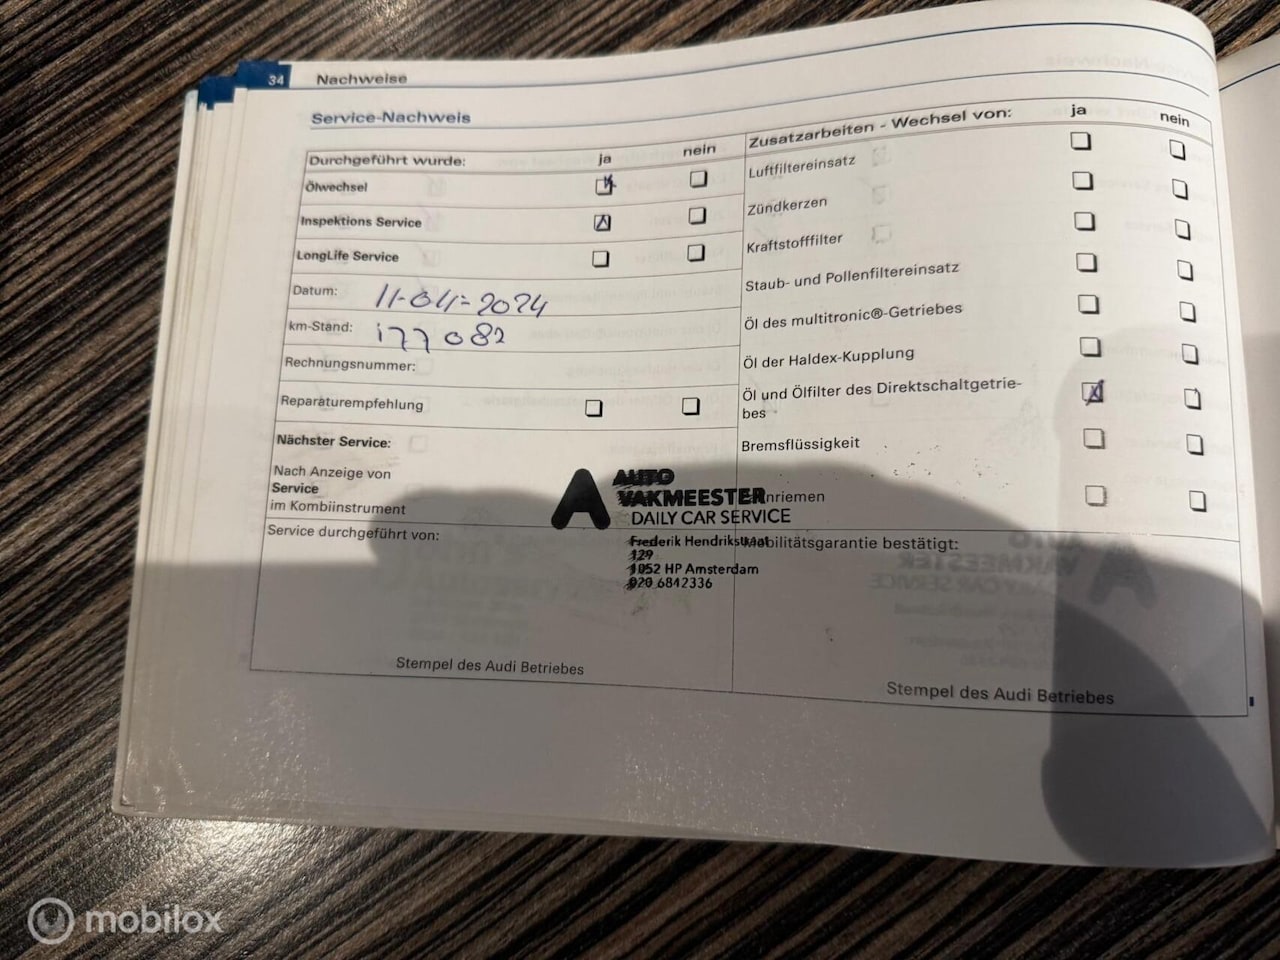 34 Nachweise
Service-Nachweis
Durchgeführt wurde: ja nein
Ölwechsel
Inspektions Service
LongLife Service
Datum: 11-04-2024
km-Stand: 177082
Rechnungsnummer:
Reparaturempfehlung
Nächster Service:
Nach Anzeige von
Service
im Kombiinstrument
Service durchgeführt von:
Stempel des Audi Betriebes
Zusatzarbeiten - Wechsel von: ja nein
Luftfiltereinsatz
Zündkerzen
Kraftstofffilter
Staub- und Pollenfiltereinsatz
Öl des multitronic®-Getriebes
Öl der Haldex-Kupplung
Öl und Ölfilter des Direktschaltgetrie-
bes
Bremsflüssigkeit
nriemen
Mobilitätsgarantie bestätigt:
Stempel des Audi Betriebes
AUTO
VAKMEESTER
DAILY CAR SERVICE
Frederik Hendrikstraat
129
1052 HP Amsterdam
020 6842336
mobilox